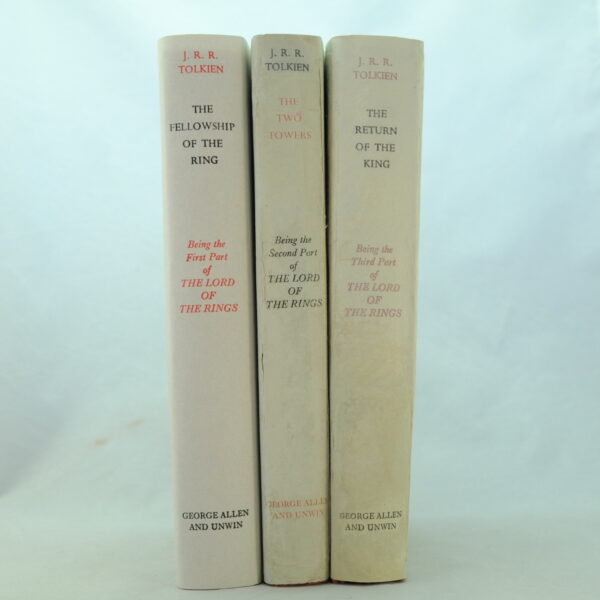 J. R. R.
TOLKIEN
THE
FELLOWSHIP
OF THE
RING
Being the
First Part
of
THE LORD
OF
THE RINGS
GEORGE ALLEN
AND UNWIN
J. R. R.
TOLKIEN
THE
TWO
TOWERS
Being the
Second Part
of
THE LORD
OF
THE RINGS
GEORGE ALLEN
AND UNWIN
J. R. R.
TOLKIEN
THE
RETURN
OF THE
KING
Being the
Third Part
of
THE LORD
OF
THE RINGS
GEORGE ALLEN
AND UNWIN